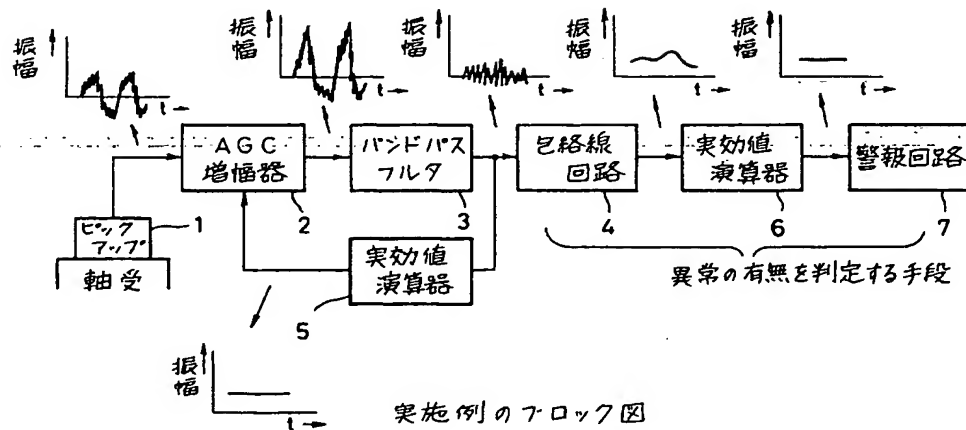 振幅
t
振幅
t
振幅
t
振幅
t
振幅
t
AGC
増幅器
2
バンドパス
フルタ
3
包絡線
回路
4
実効値
演算器
6
警報回路
7
ピック
アップ
1
軸受
実効値
演算器
5
異常の有無を判定する手段
振幅
t
実施例のブロック図